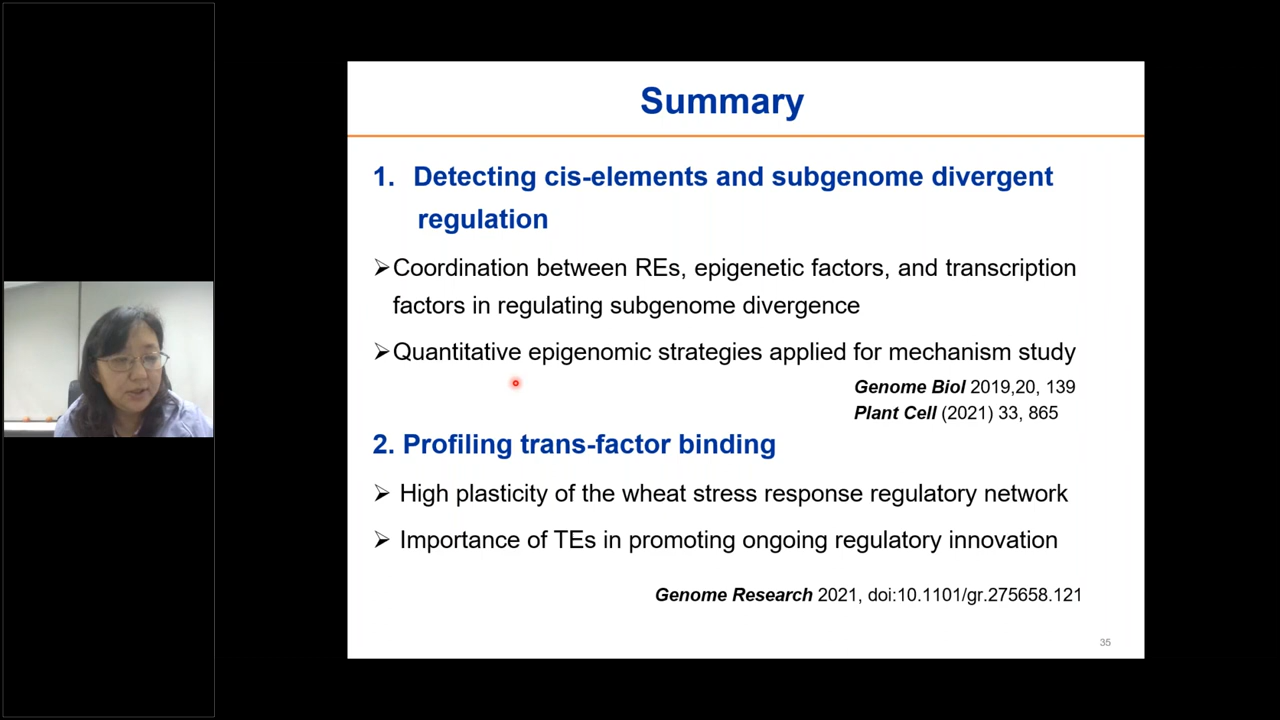 Summary
1. Detecting cis-elements and subgenome divergent
regulation
➢Coordination between REs, epigenetic factors, and transcription
factors in regulating subgenome divergence
➢Quantitative epigenomic strategies applied for mechanism study
Genome Biol 2019,20, 139
Plant Cell (2021) 33, 865
2. Profiling trans-factor binding
➢ High plasticity of the wheat stress response regulatory network
➢ Importance of TEs in promoting ongoing regulatory innovation
Genome Research 2021, doi:10.1101/gr.275658.121
35